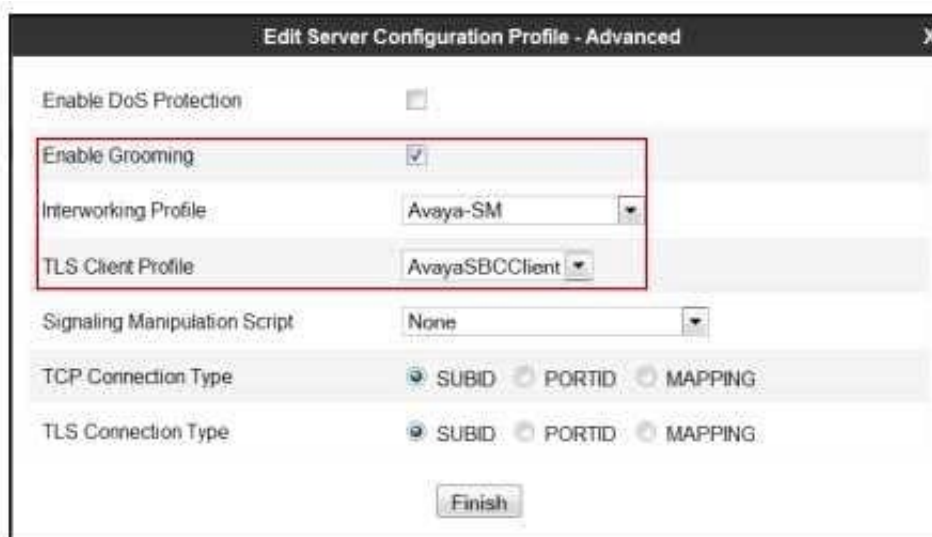 Edit Server Configuration Profile - Advanced X
Enable DoS Protection
Enable Grooming
Interworking Profile Avaya-SM
TLS Client Profile AvayaSBCClient
Signaling Manipulation Script None
TCP Connection Type SUBID PORTID MAPPING
TLS Connection Type SUBID PORTID MAPPING
Finish